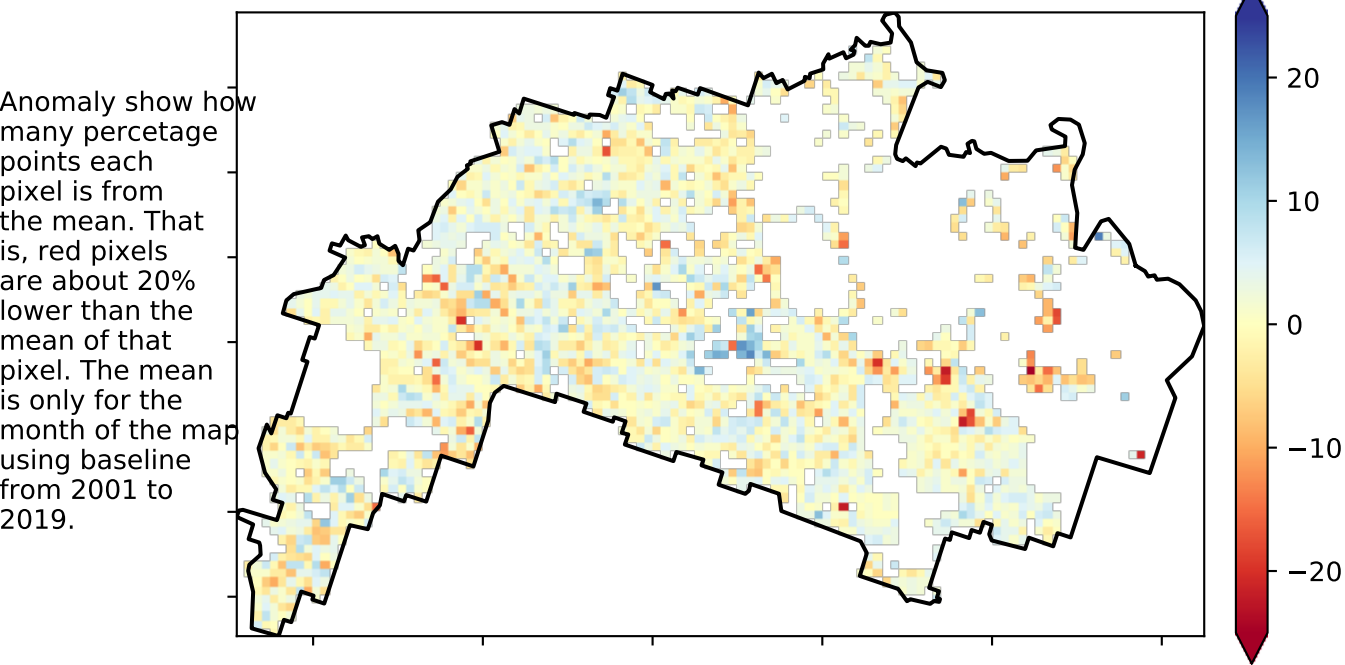 Anomaly show how
many percetage
points each
pixel is from
the mean. That
is, red pixels
are about 20%
lower than the
mean of that
pixel. The mean
is only for the
month of the map
using baseline
from 2001 to
2019.
20
10
0
−10
−20